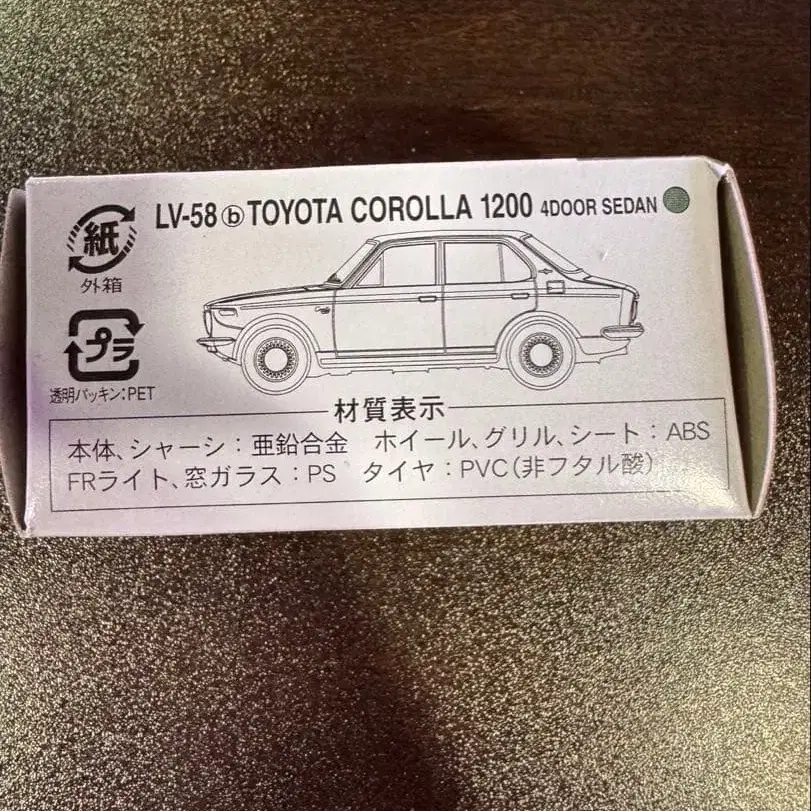 LV-58 ⓑ TOYOTA COROLLA 1200 4DOOR SEDAN
紙
外箱
プラ
透明パッキン:PET
材質表示
本体、シャーシ:亜鉛合金 ホイール、グリル、シート:ABS
FRライト、窓ガラス:PS タイヤ:PVC(非フタル酸)